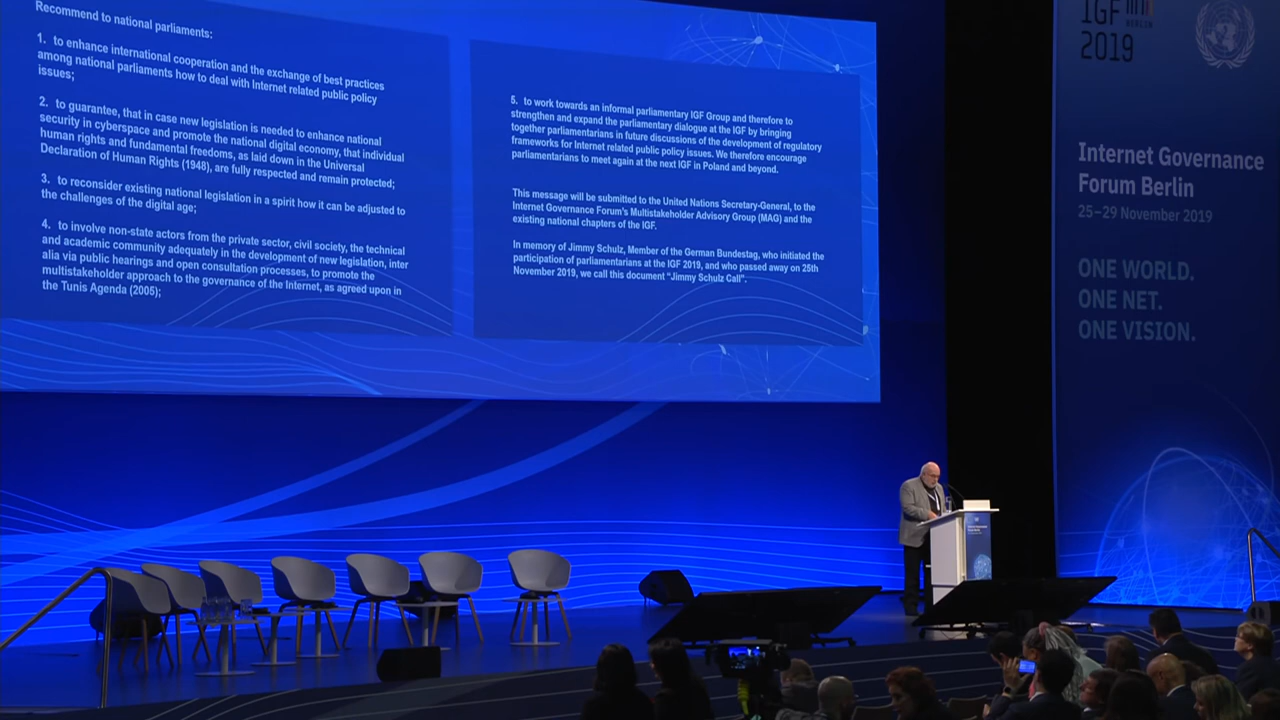 Recommend to national parliaments:
1. to enhance international cooperation and the exchange of best practices
among national parliaments how to deal with Internet related public policy
issues;
2. to guarantee, that in case new legislation is needed to enhance national
security in cyberspace and promote the national digital economy, that individual
human rights and fundamental freedoms, as laid down in the Universal
Declaration of Human Rights (1948), are fully respected and remain protected;
3. to reconsider existing national legislation in a spirit how it can be adjusted to
the challenges of the digital age;
4. to involve non-state actors from the private sector, civil society, the technical
and academic community adequately in the development of new legislation, inter
alia via public hearings and open consultation processes, to promote the
multistakeholder approach to the governance of the Internet, as agreed upon in
the Tunis Agenda (2005);
5. to work towards an informal parliamentary IGF Group and therefore to
strengthen and expand the parliamentary dialogue at the IGF by bringing
together parliamentarians in future discussions of the development of regulatory
frameworks for Internet related public policy issues. We therefore encourage
parliamentarians to meet again at the next IGF in Poland and beyond.
This message will be submitted to the United Nations Secretary-General, to the
Internet Governance Forum's Multistakeholder Advisory Group (MAG) and the
existing national chapters of the IGF.
In memory of Jimmy Schulz, Member of the German Bundestag, who initiated the
participation of parliamentarians at the IGF 2019, and who passed away on 25th
November 2019, we call this document "Jimmy Schulz Call".
IGF
BERLIN
2019
Internet Governance
Forum Berlin
25–29 November 2019
ONE WORLD.
ONE NET.
ONE VISION.